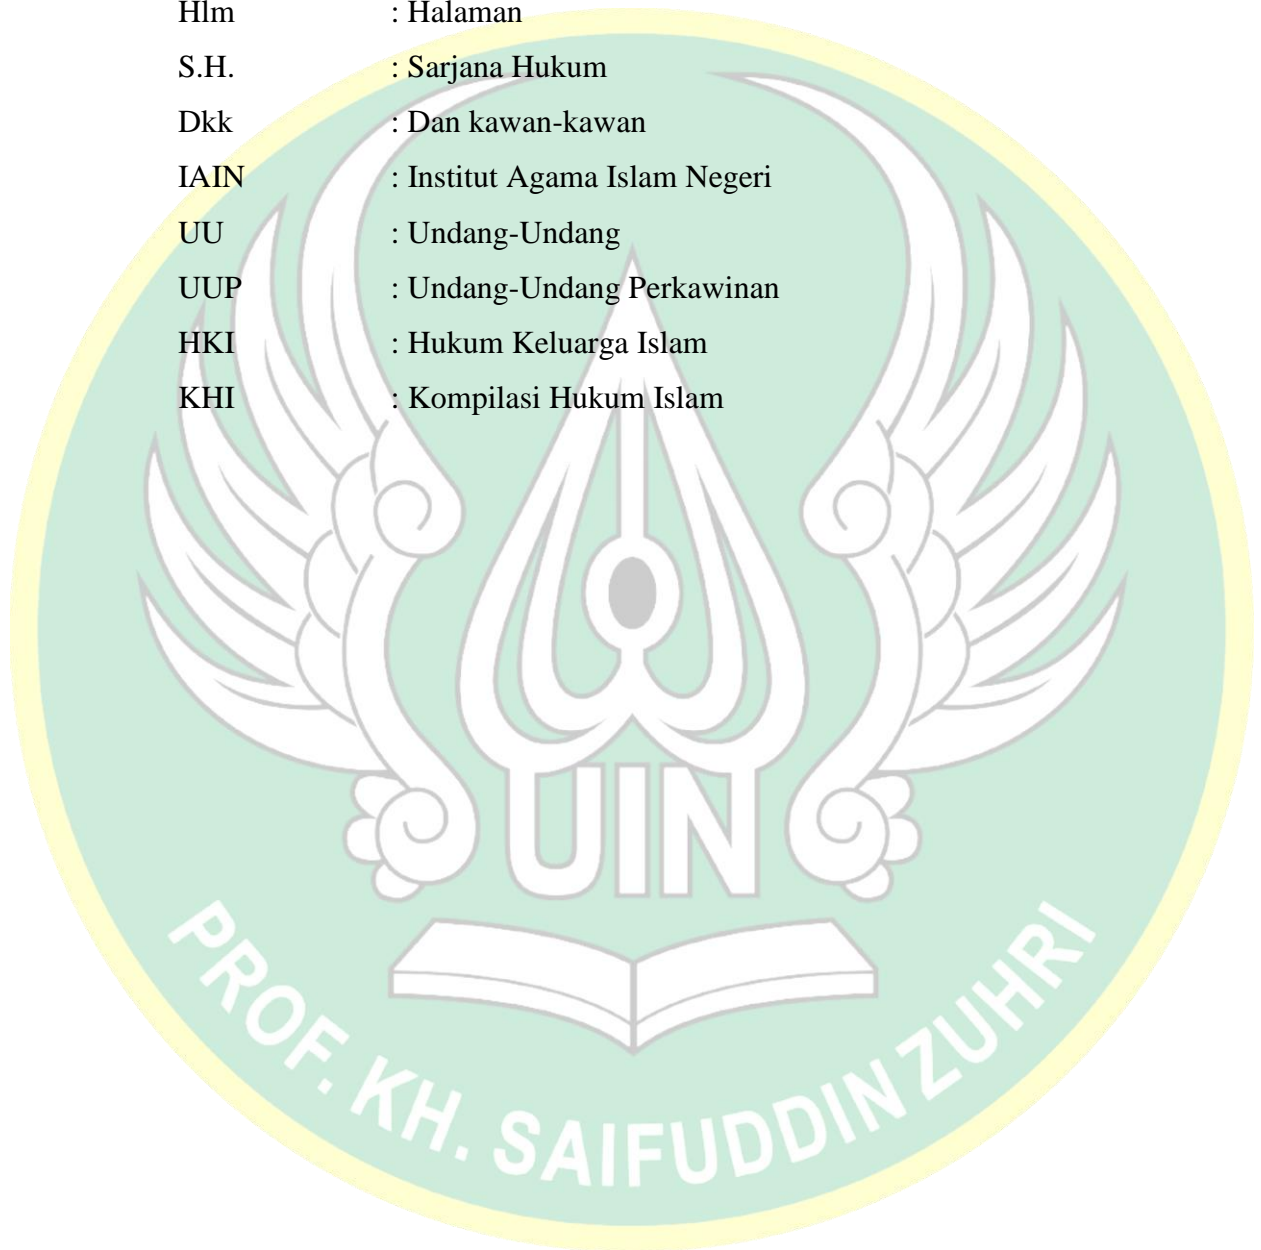 Hlm : Halaman
S.H. : Sarjana Hukum
Dkk : Dan kawan-kawan
IAIN : Institut Agama Islam Negeri
UU : Undang-Undang
UUP : Undang-Undang Perkawinan
HKI : Hukum Keluarga Islam
KHI : Kompilasi Hukum Islam
UIN
PROF. KH. SAIFUDDIN ZUHRI